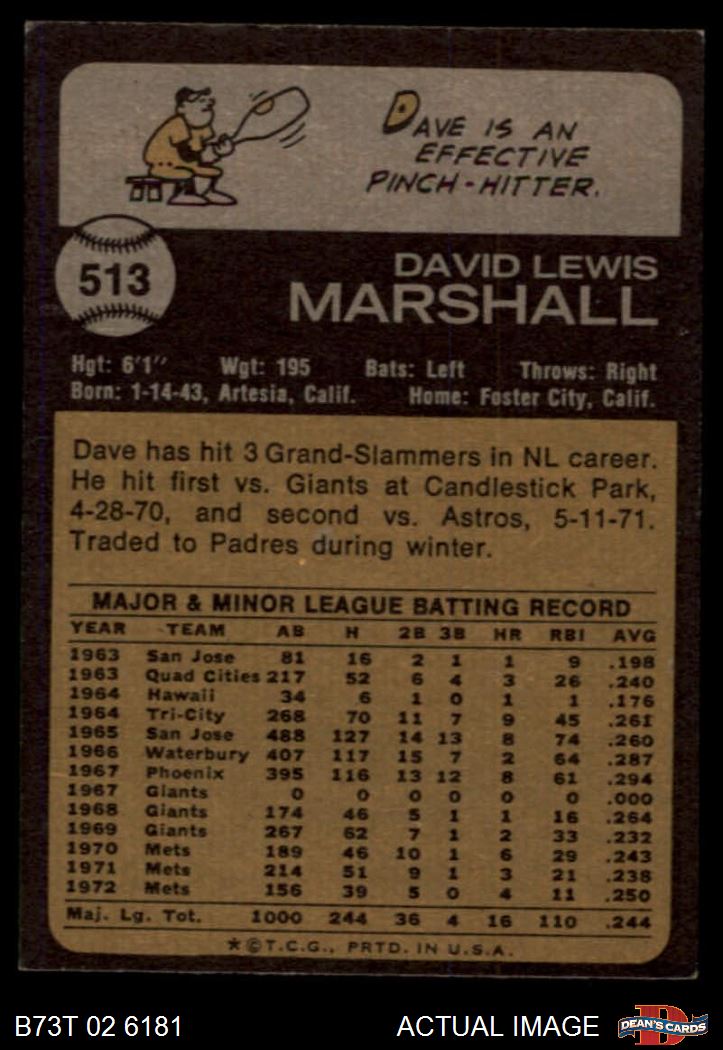 DAVE IS AN
EFFECTIVE
PINCH-HITTER.
513
DAVID LEWIS
MARSHALL
Hgt: 6'1" Wgt: 195 Bats: Left Throws: Right
Born: 1-14-43, Artesia, Calif. Home: Foster City, Calif.
Dave has hit 3 Grand-Slammers in NL career.
He hit first vs. Giants at Candlestick Park,
4-28-70, and second vs. Astros, 5-11-71.
Traded to Padres during winter.
MAJOR & MINOR LEAGUE BATTING RECORD
YEAR TEAM AB H 2B 3B HR RBI AVG
1963 San Jose 81 16 2 1 1 9 .198
1963 Quad Cities 217 52 6 4 3 26 .240
1964 Hawaii 34 6 1 0 1 1 .176
1964 Tri-City 268 70 11 7 9 45 .261
1965 San Jose 488 127 14 13 8 74 .260
1966 Waterbury 407 117 15 7 2 64 .287
1967 Phoenix 395 116 13 12 8 61 .294
1967 Giants 0 0 0 0 0 0 .000
1968 Giants 174 46 5 1 1 16 .264
1969 Giants 267 62 7 1 2 33 .232
1970 Mets 189 46 10 1 6 29 .243
1971 Mets 214 51 9 1 3 21 .238
1972 Mets 156 39 5 0 4 11 .250
Maj. Lg. Tot. 1000 244 36 4 16 110 .244
★©T.C.G., PRTD. IN U.S.A.
B73T 02 6181 ACTUAL IMAGE D DEAN'S CARDS